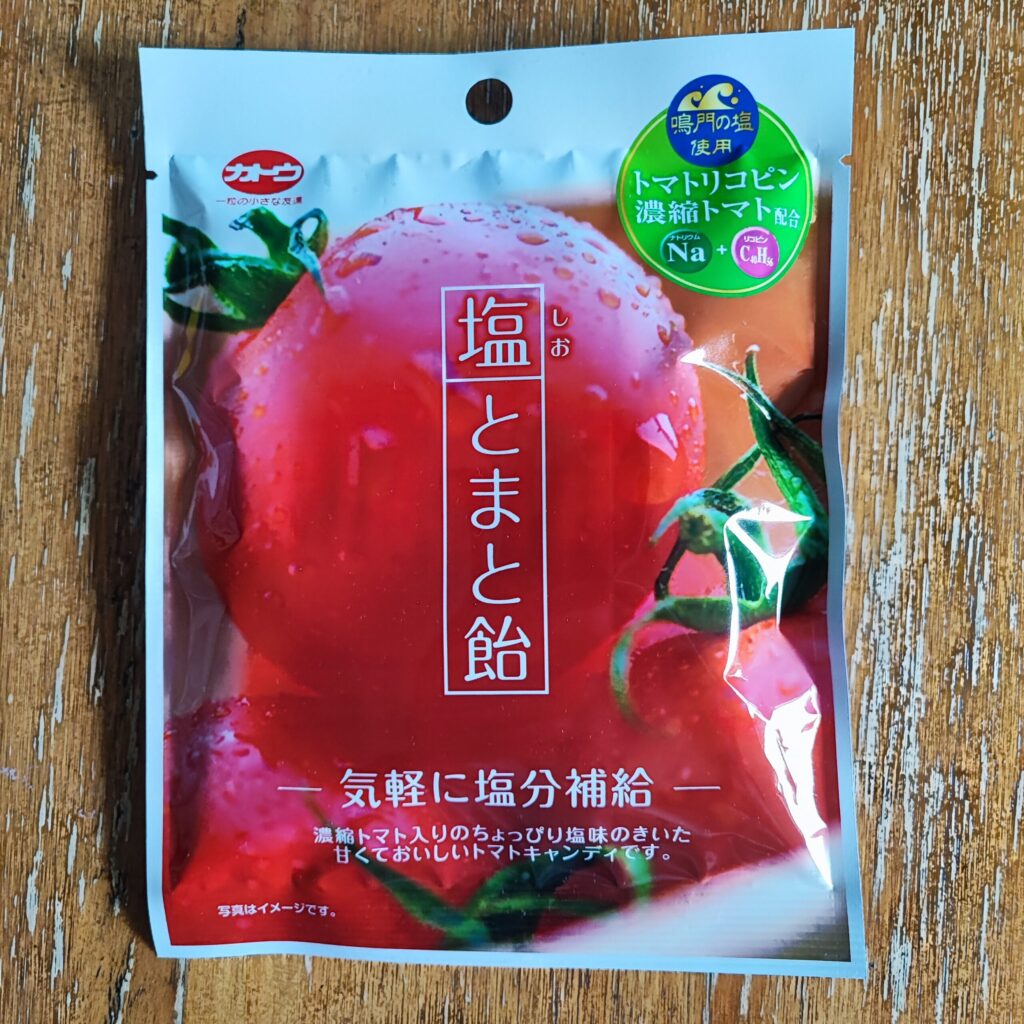 カトウ
一粒の小さな友達
鳴門の塩
使用
トマトリコピン
濃縮トマト配合
ナトリウム
Na
+
リコピン
C40H56
塩とまと飴
しお
気軽に塩分補給
濃縮トマト入りのちょっぴり塩味のきいた
甘くておいしいトマトキャンディです。
写真はイメージです。